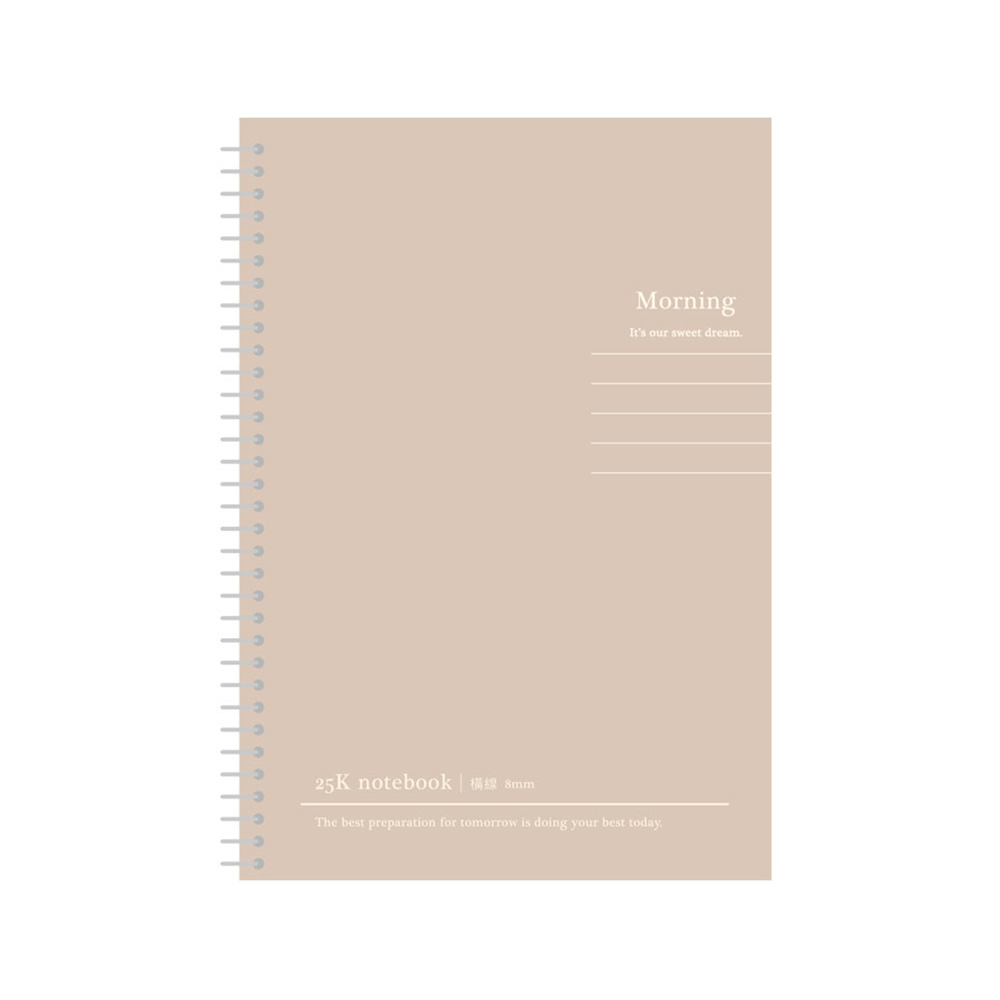 Morning
It's our sweet dream.
25K notebook | 橫線 8mm
The best preparation for tomorrow is doing your best today.